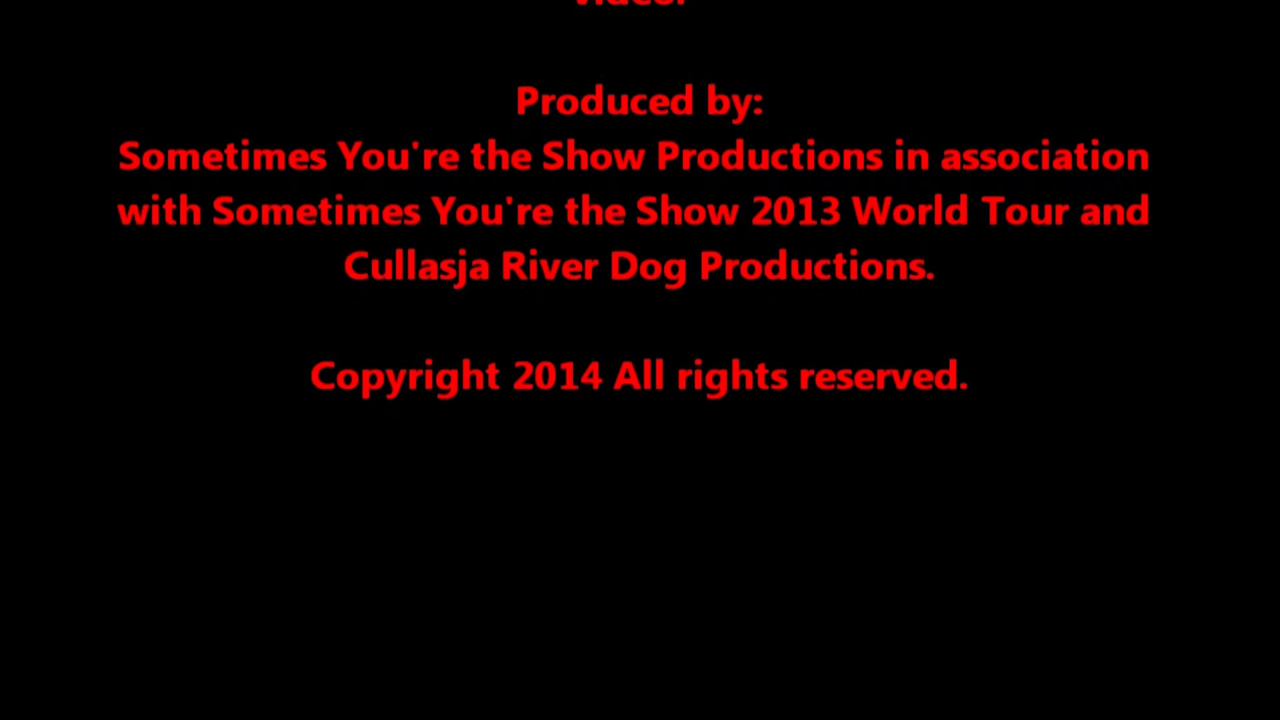 video.
Produced by:
Sometimes You're the Show Productions in association
with Sometimes You're the Show 2013 World Tour and
Cullasja River Dog Productions.
Copyright 2014 All rights reserved.